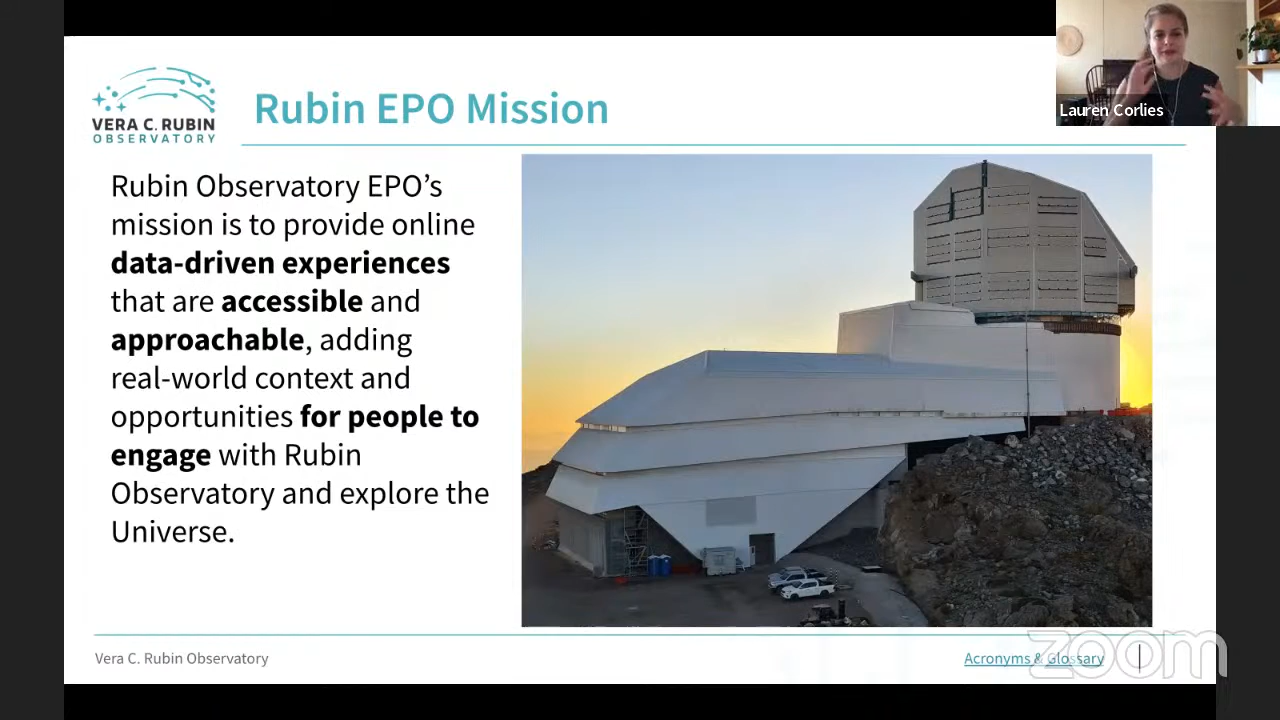 VERA C. RUBIN
OBSERVATORY
Rubin EPO Mission
Lauren Corlies
Rubin Observatory EPO’s
mission is to provide online
data-driven experiences
that are accessible and
approachable, adding
real-world context and
opportunities for people to
engage with Rubin
Observatory and explore the
Universe.
Vera C. Rubin Observatory
Acronyms & Glossary
zoom